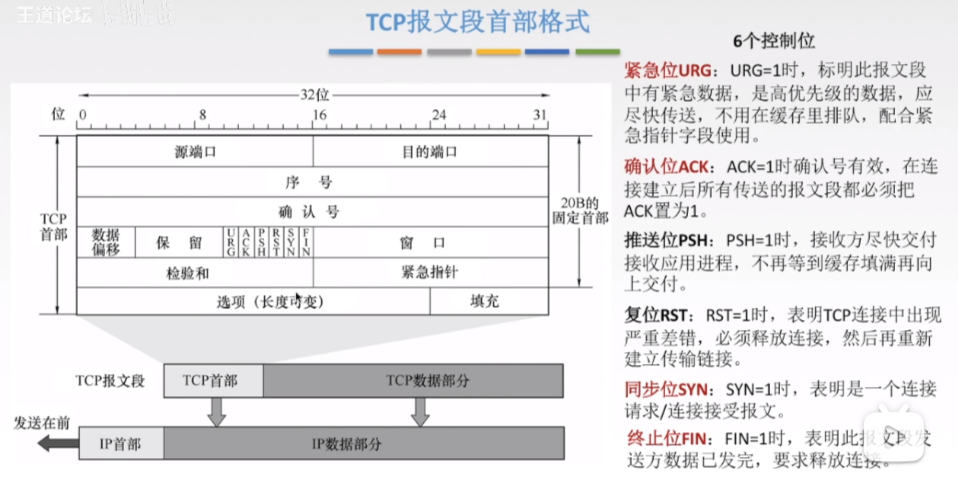 王道论坛
TCP报文段首部格式
6个控制位
32位
位 0 8 16 24 31
源端口 目的端口
序 号
确 认 号
数据偏移 保 留 URG ACK PSH RST SYN FIN 窗 口
检验和 紧急指针
选项（长度可变） 填充
TCP首部
20B的固定首部
TCP报文段 TCP首部 TCP数据部分
发送在前
IP首部 IP数据部分
紧急位URG：URG=1时，标明此报文段
中有紧急数据，是高优先级的数据，应
尽快传送，不用在缓存里排队，配合紧
急指针字段使用。
确认位ACK：ACK=1时确认号有效，在连
接建立后所有传送的报文段都必须把
ACK置为1。
推送位PSH：PSH=1时，接收方尽快交付
接收应用进程，不再等到缓存填满再向
上交付。
复位RST：RST=1时，表明TCP连接中出现
严重差错，必须释放连接，然后再重新
建立传输链接。
同步位SYN：SYN=1时，表明是一个连接
请求/连接接受报文。
终止位FIN：FIN=1时，表明此报文段发
送方数据已发完，要求释放连接。